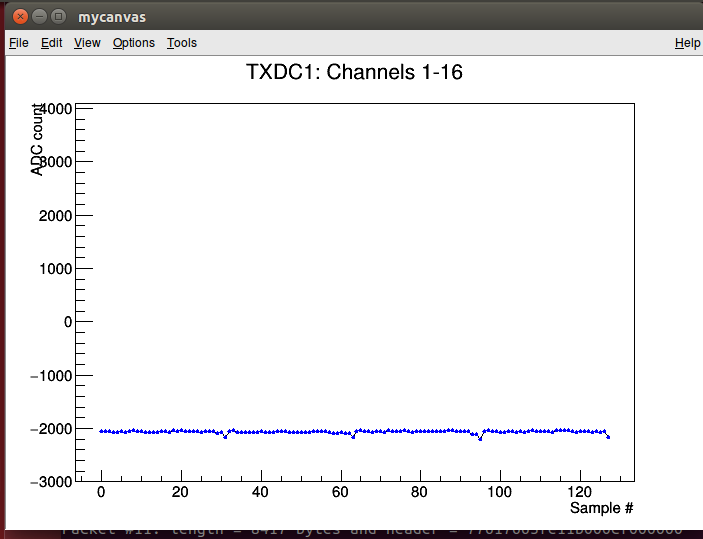 mycanvas
File Edit View Options Tools Help
TXDC1: Channels 1-16
ADC count
4000
3000
2000
1000
0
−1000
−2000
−3000
0 20 40 60 80 100 120
Sample #